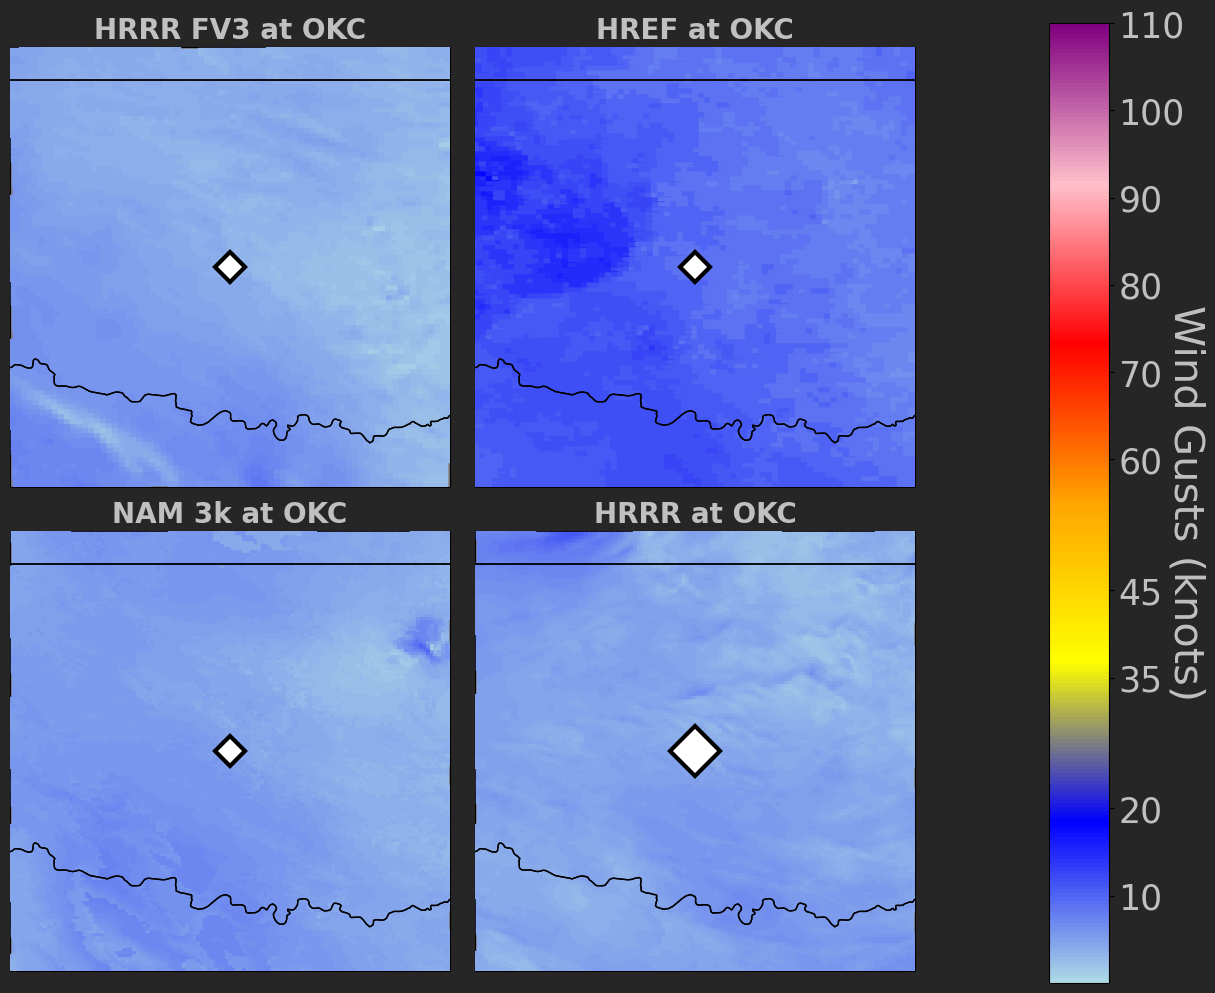 HRRR FV3 at OKC
HREF at OKC
NAM 3k at OKC
HRRR at OKC
110
100
90
80
70
60
45
35
20
10
Wind Gusts (knots)